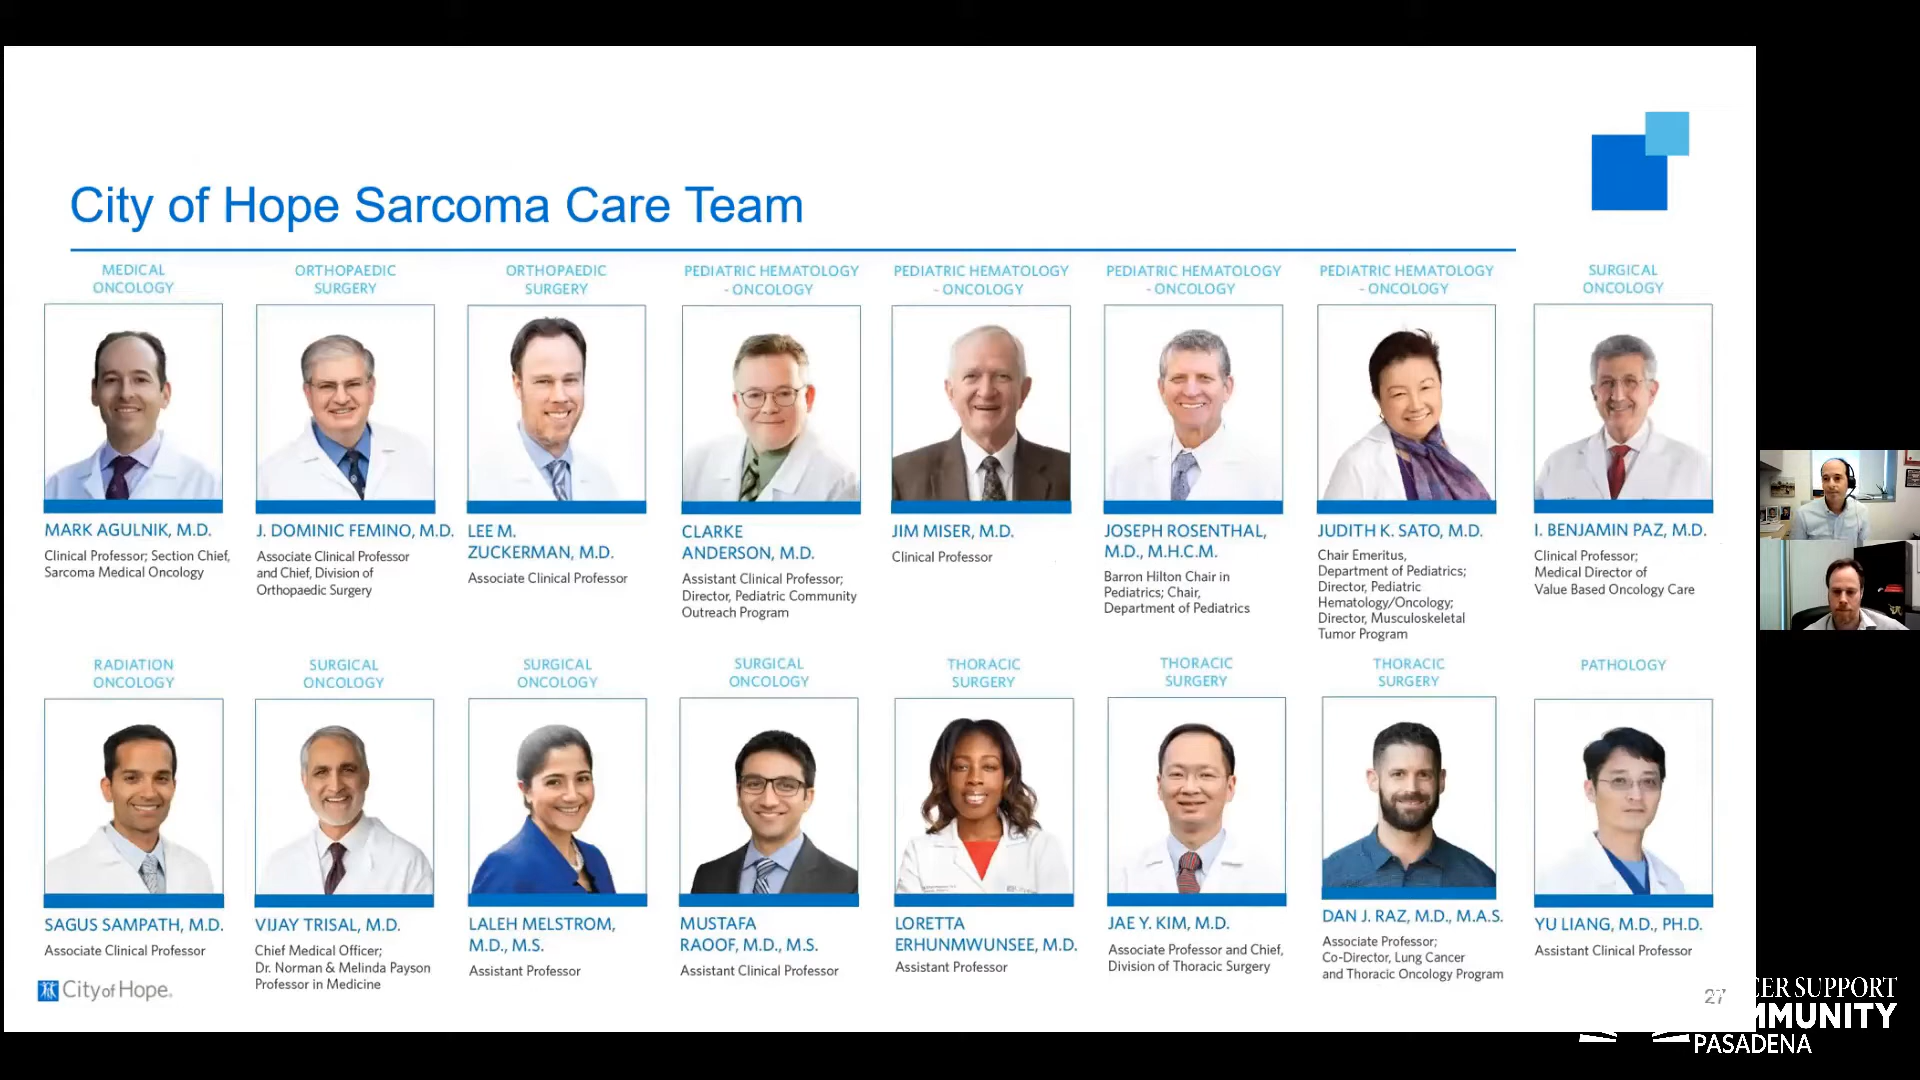 City of Hope Sarcoma Care Team
MEDICAL
ONCOLOGY
MARK AGULNIK, M.D.
Clinical Professor; Section Chief,
Sarcoma Medical Oncology
ORTHOPAEDIC
SURGERY
J. DOMINIC FEMINO, M.D.
Associate Clinical Professor
and Chief, Division of
Orthopaedic Surgery
ORTHOPAEDIC
SURGERY
LEE M.
ZUCKERMAN, M.D.
Associate Clinical Professor
PEDIATRIC HEMATOLOGY
- ONCOLOGY
CLARKE
ANDERSON, M.D.
Assistant Clinical Professor;
Director, Pediatric Community
Outreach Program
PEDIATRIC HEMATOLOGY
- ONCOLOGY
JIM MISER, M.D.
Clinical Professor
PEDIATRIC HEMATOLOGY
- ONCOLOGY
JOSEPH ROSENTHAL,
M.D., M.H.C.M.
Barron Hilton Chair in
Pediatrics; Chair,
Department of Pediatrics
PEDIATRIC HEMATOLOGY
- ONCOLOGY
JUDITH K. SATO, M.D.
Chair Emeritus,
Department of Pediatrics;
Director, Pediatric
Hematology/Oncology;
Director, Musculoskeletal
Tumor Program
SURGICAL
ONCOLOGY
I. BENJAMIN PAZ, M.D.
Clinical Professor;
Medical Director of
Value Based Oncology Care
RADIATION
ONCOLOGY
SAGUS SAMPATH, M.D.
Associate Clinical Professor
SURGICAL
ONCOLOGY
VIJAY TRISAL, M.D.
Chief Medical Officer;
Dr. Norman & Melinda Payson
Professor in Medicine
SURGICAL
ONCOLOGY
LALEH MELSTROM,
M.D., M.S.
Assistant Professor
SURGICAL
ONCOLOGY
MUSTAFA
RAOOF, M.D., M.S.
Assistant Clinical Professor
THORACIC
SURGERY
LORETTA
ERHUNMWUNSEE, M.D.
Assistant Professor
THORACIC
SURGERY
JAE Y. KIM, M.D.
Associate Professor and Chief,
Division of Thoracic Surgery
THORACIC
SURGERY
DAN J. RAZ, M.D., M.A.S.
Associate Professor;
Co-Director, Lung Cancer
and Thoracic Oncology Program
PATHOLOGY
YU LIANG, M.D., PH.D.
Assistant Clinical Professor
City of Hope
27
CER SUPPORT
MMUNITY
PASADENA